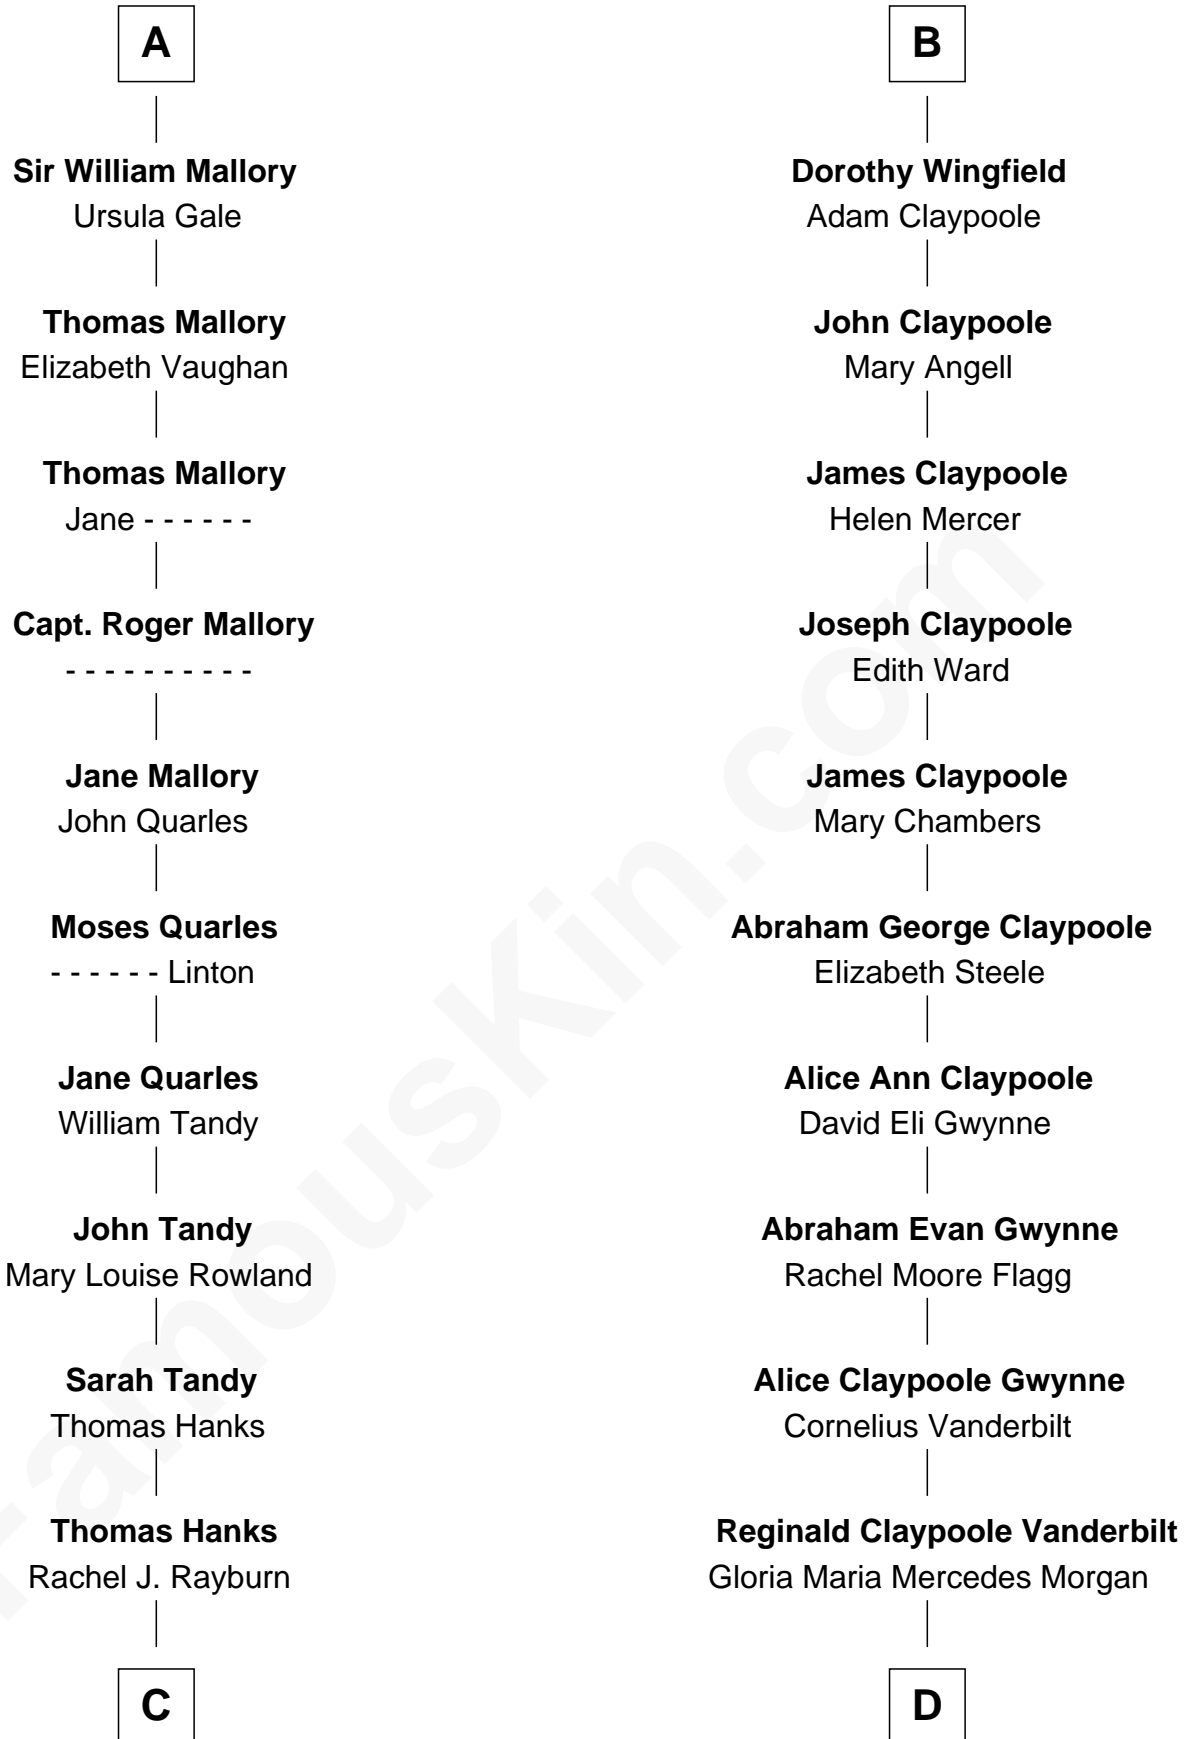 A
Sir William Mallory
Ursula Gale
Thomas Mallory
Elizabeth Vaughan
Thomas Mallory
Jane - - - - - -
Capt. Roger Mallory
- - - - - - - - - -
Jane Mallory
John Quarles
Moses Quarles
- - - - - - Linton
Jane Quarles
William Tandy
John Tandy
Mary Louise Rowland
Sarah Tandy
Thomas Hanks
Thomas Hanks
Rachel J. Rayburn
C
B
Dorothy Wingfield
Adam Claypoole
John Claypoole
Mary Angell
James Claypoole
Helen Mercer
Joseph Claypoole
Edith Ward
James Claypoole
Mary Chambers
Abraham George Claypoole
Elizabeth Steele
Alice Ann Claypoole
David Eli Gwynne
Abraham Evan Gwynne
Rachel Moore Flagg
Alice Claypoole Gwynne
Cornelius Vanderbilt
Reginald Claypoole Vanderbilt
Gloria Maria Mercedes Morgan
D
FamousKin.com